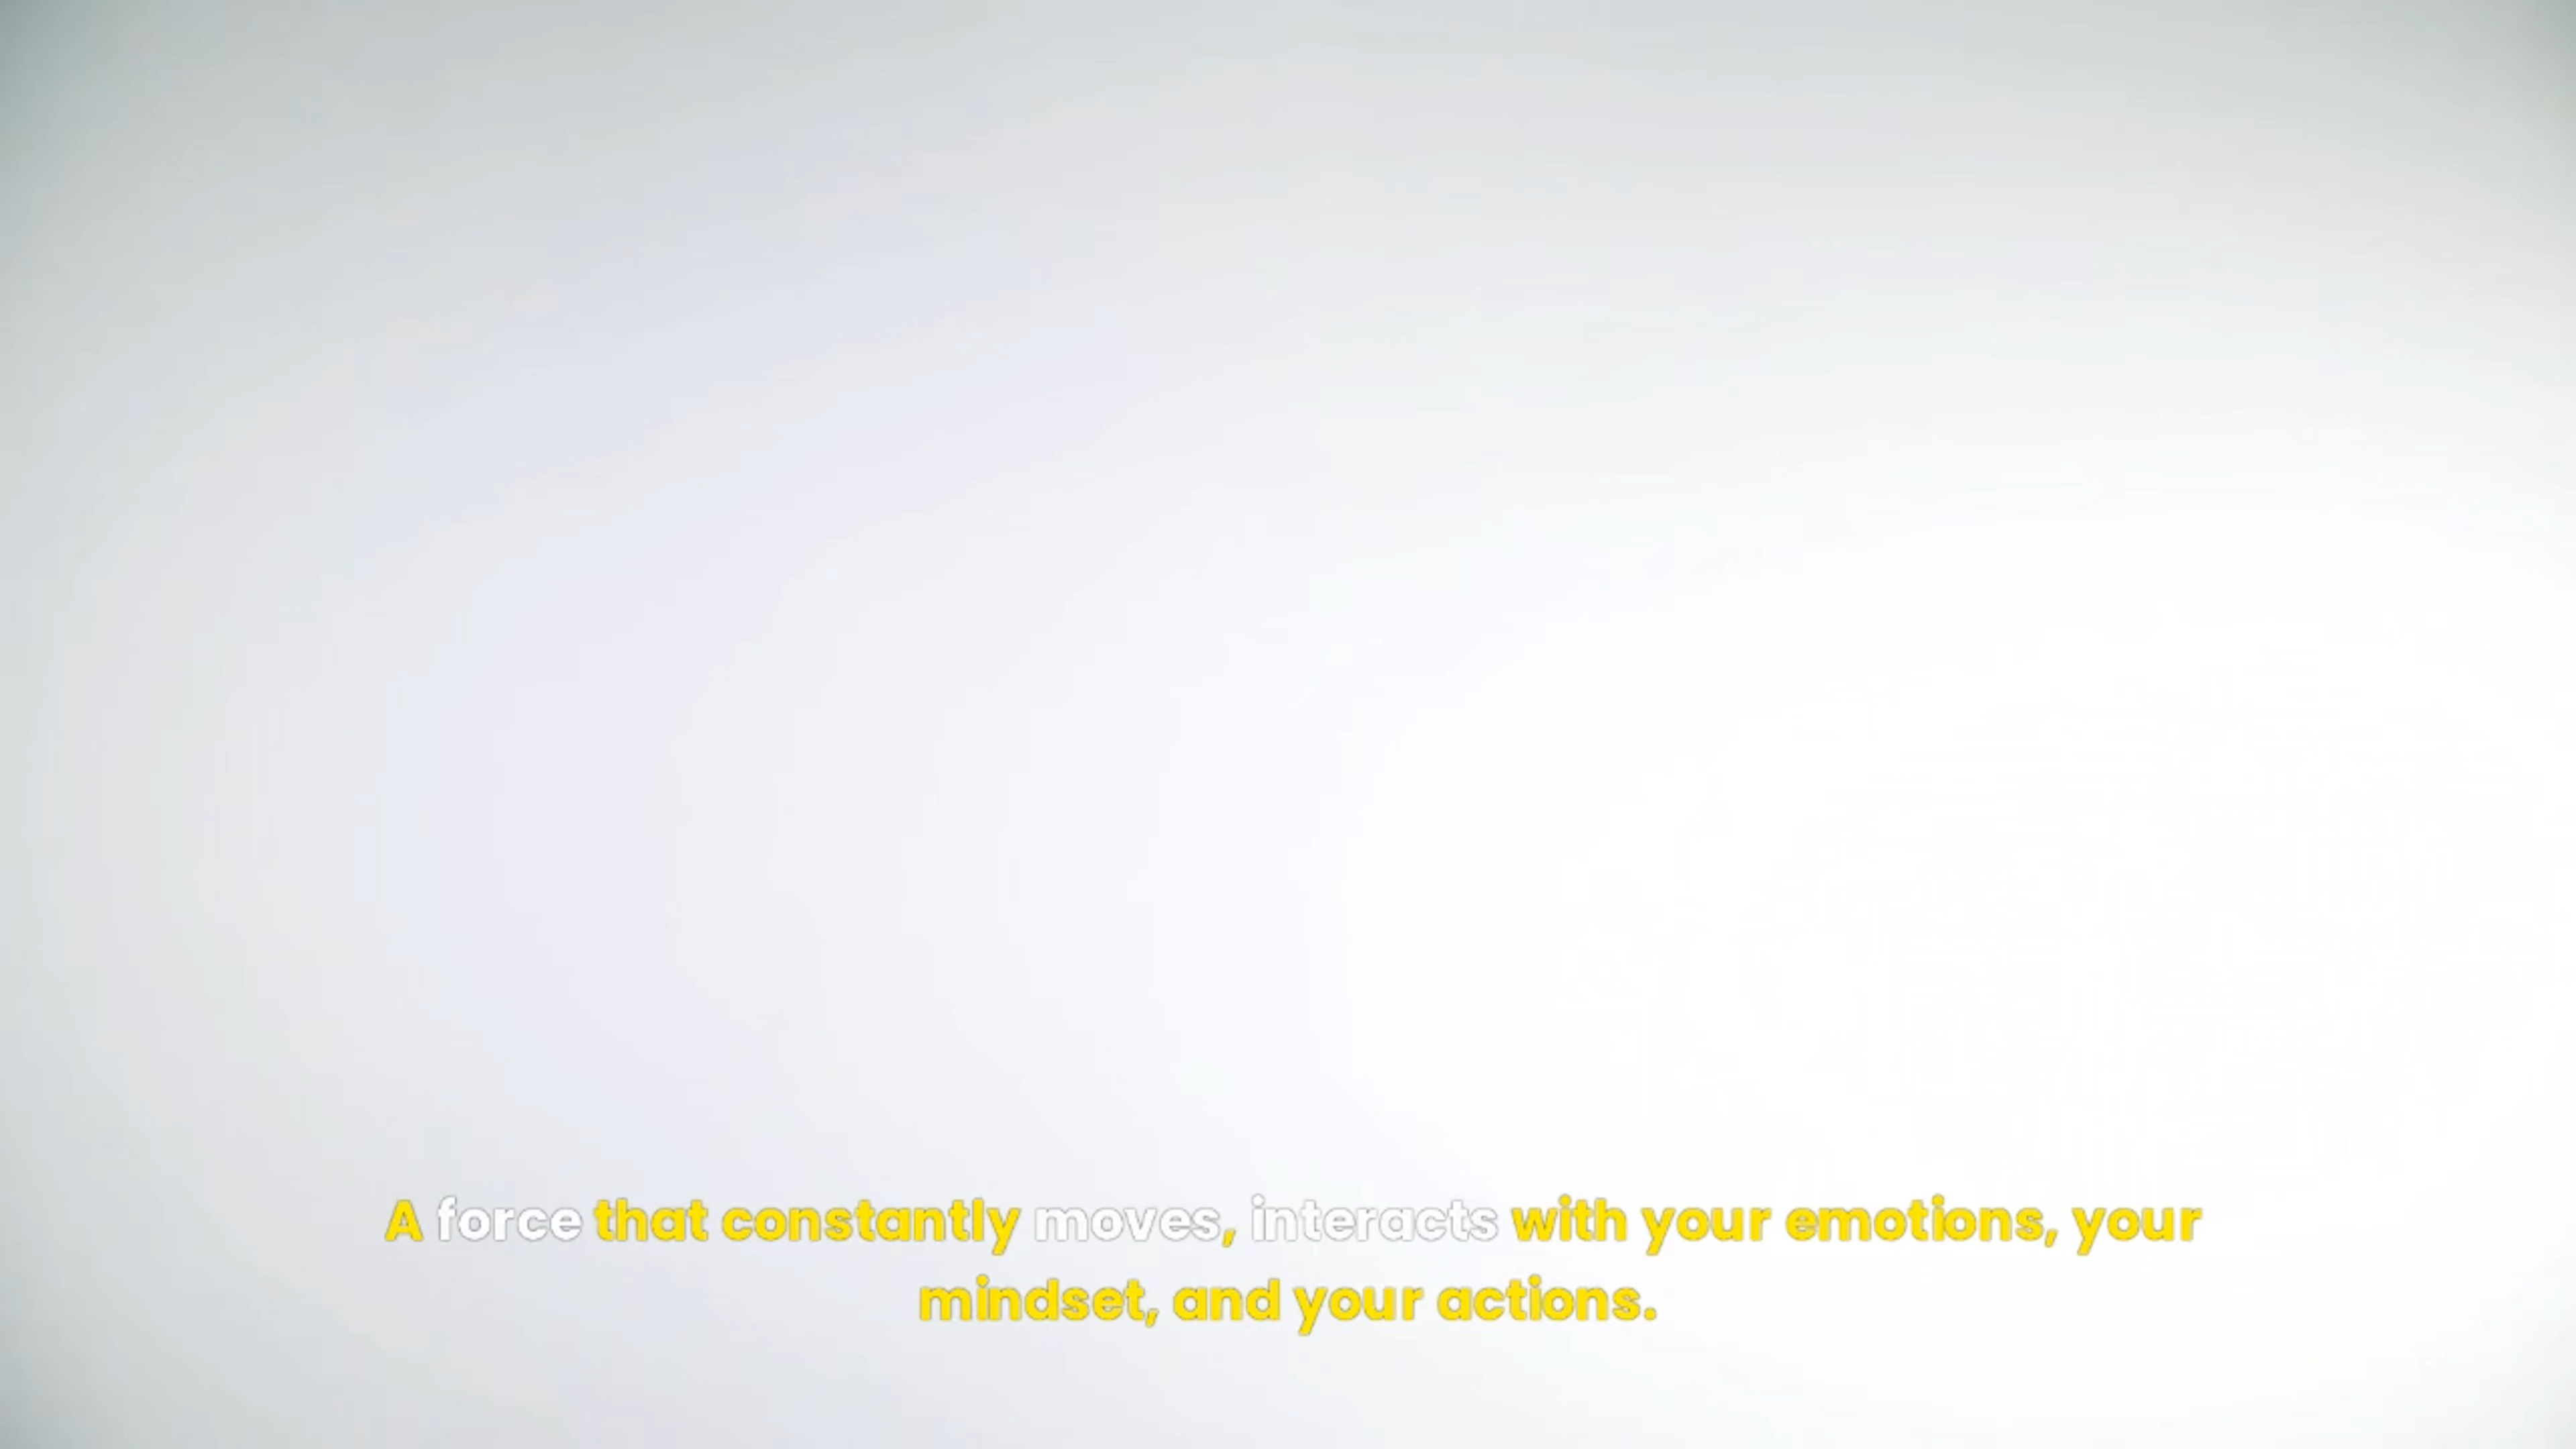 A force that constantly moves, interacts with your emotions, your
mindset, and your actions.